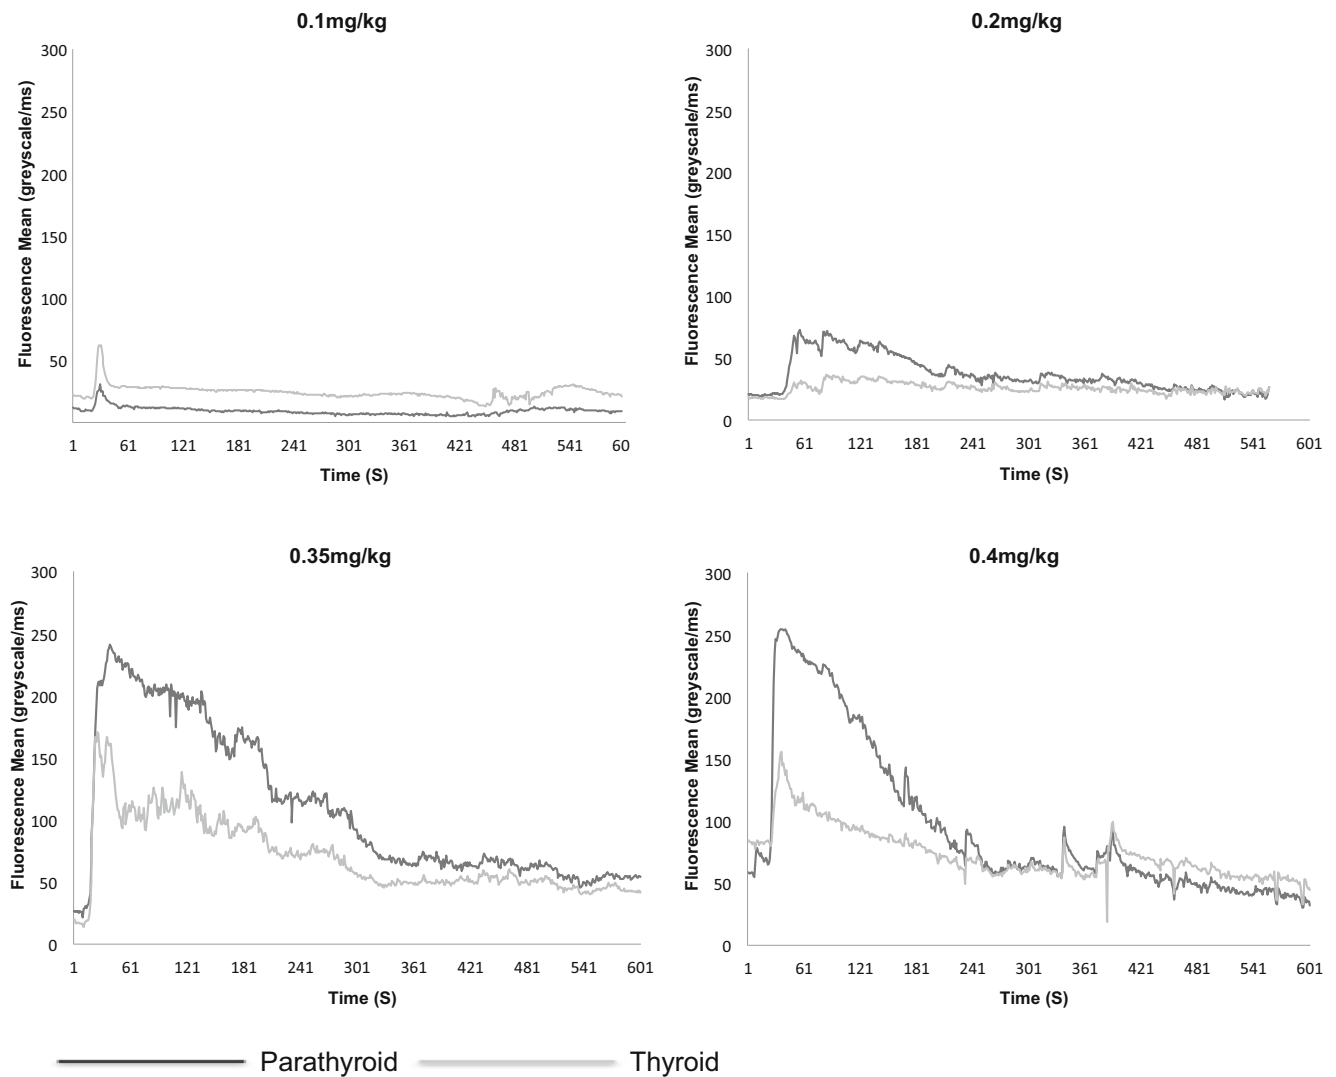 0.1mg/kg
0.2mg/kg
Fluorescence Mean (greyscale/ms)
300
250
200
150
100
50
1 61 121 181 241 301 361 421 481 541 60
Time (S)
Fluorescence Mean (greyscale/ms)
300
250
200
150
100
50
0
1 61 121 181 241 301 361 421 481 541 601
Time (S)
0.35mg/kg
0.4mg/kg
Fluorescence Mean (greyscale/ms)
300
250
200
150
100
50
0
1 61 121 181 241 301 361 421 481 541 601
Time (S)
Fluorescence Mean (greyscale/ms)
300
250
200
150
100
50
0
1 61 121 181 241 301 361 421 481 541 601
Time (S)
Parathyroid Thyroid